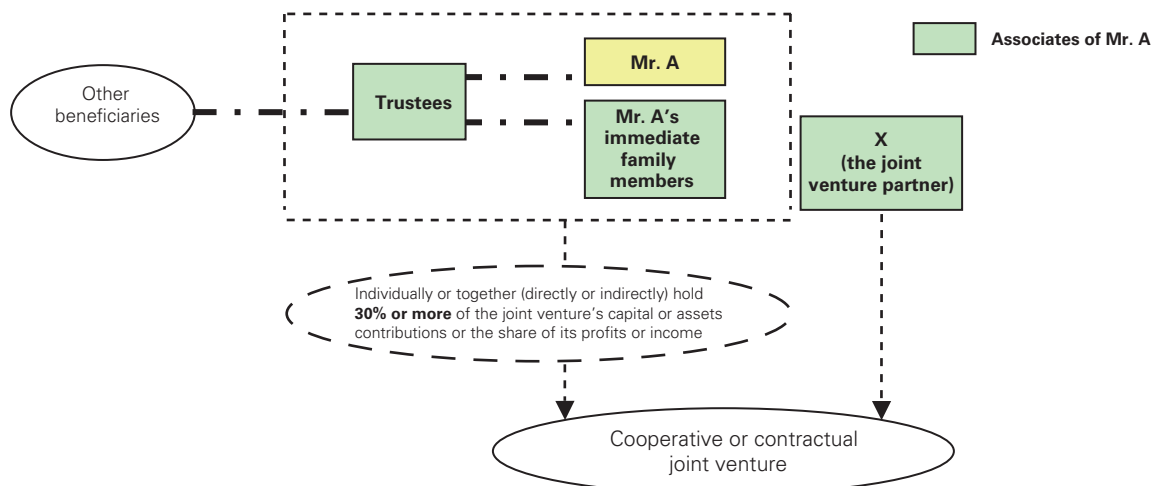 Associates of Mr. A
Other
beneficiaries
Trustees
Mr. A
Mr. A's
immediate
family
members
X
(the joint
venture partner)
Individually or together (directly or indirectly) hold
30% or more of the joint venture's capital or assets
contributions or the share of its profits or income
Cooperative or contractual
joint venture